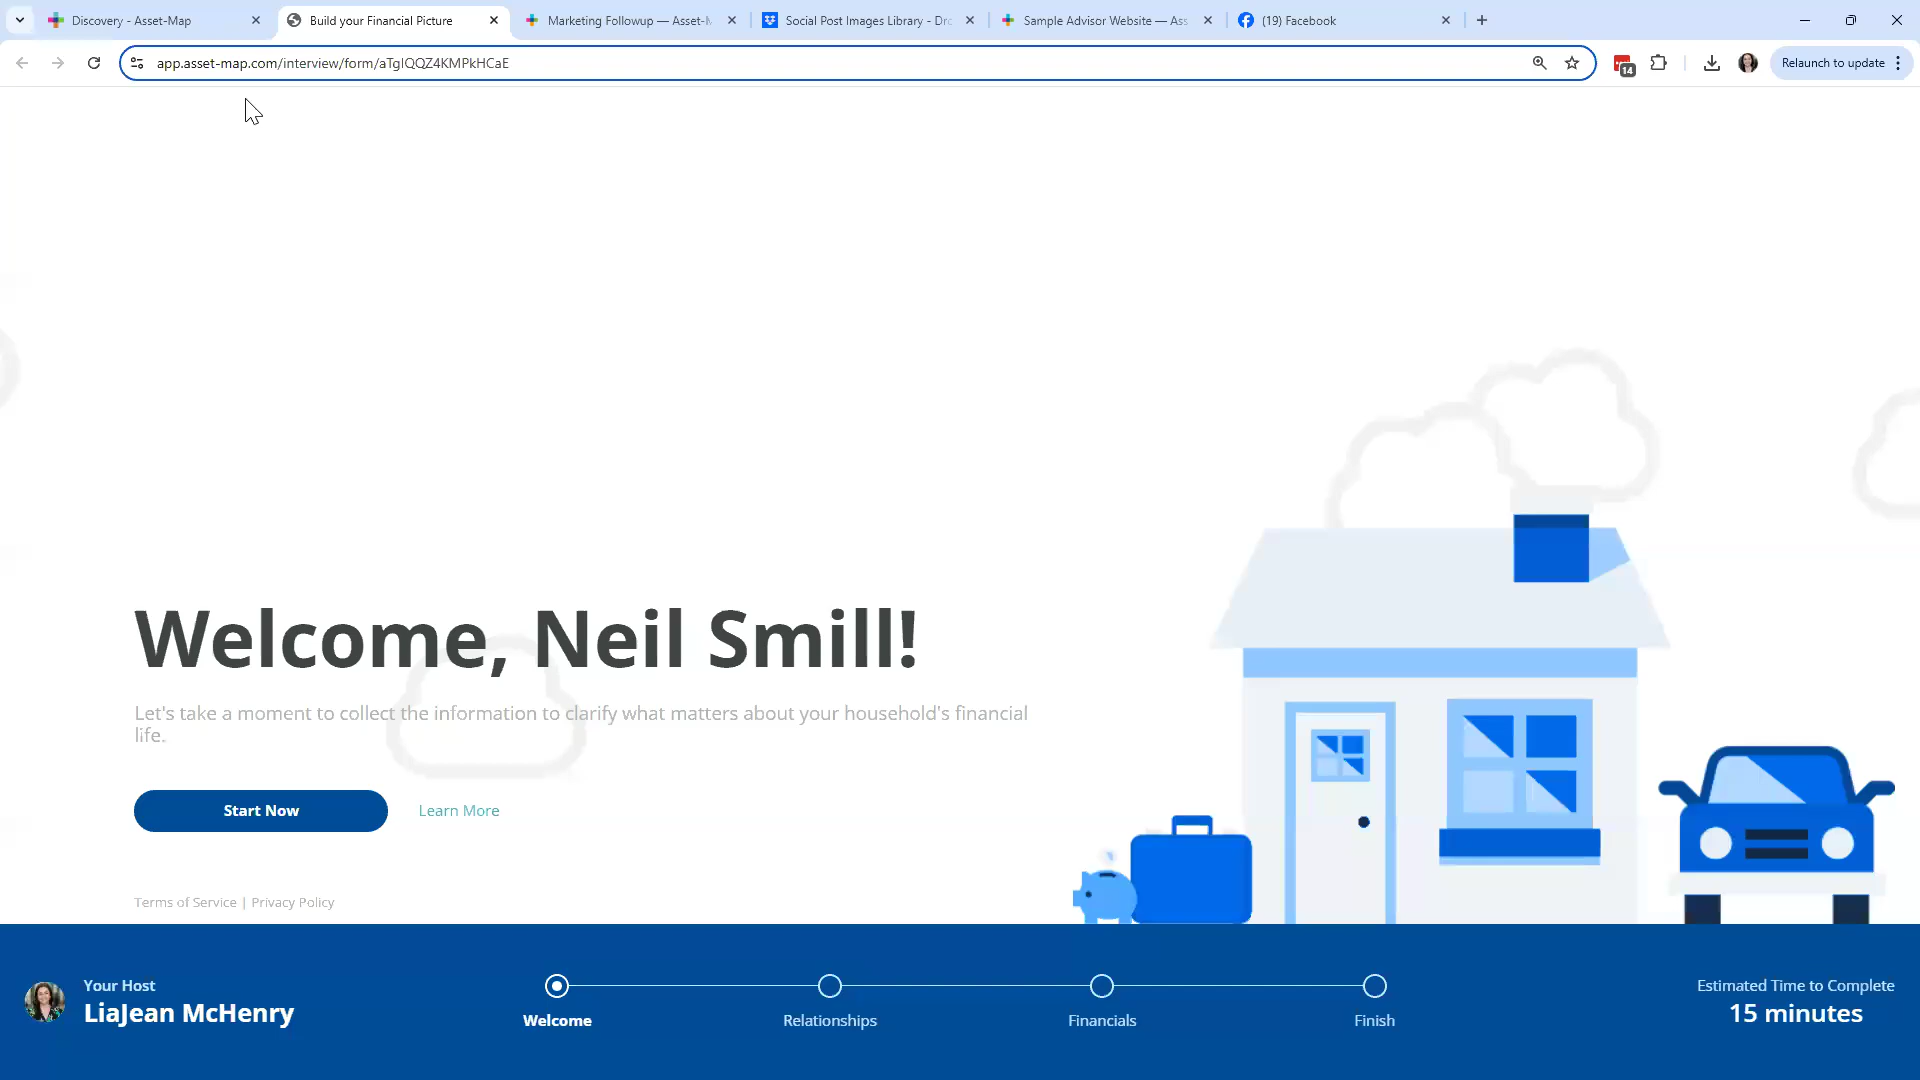 Discovery - Asset-Map
Build your Financial Picture
Marketing Followup — Asset-M
Social Post Images Library - Dro
Sample Advisor Website — Ass
(19) Facebook
app.asset-map.com/interview/form/aTgIQQZ4KMPkHCaE
14
Relaunch to update
Welcome, Neil Smill!
Let's take a moment to collect the information to clarify what matters about your household's financial
life.
Start Now
Learn More
Terms of Service | Privacy Policy
Your Host
LiaJean McHenry
Welcome
Relationships
Financials
Finish
Estimated Time to Complete
15 minutes